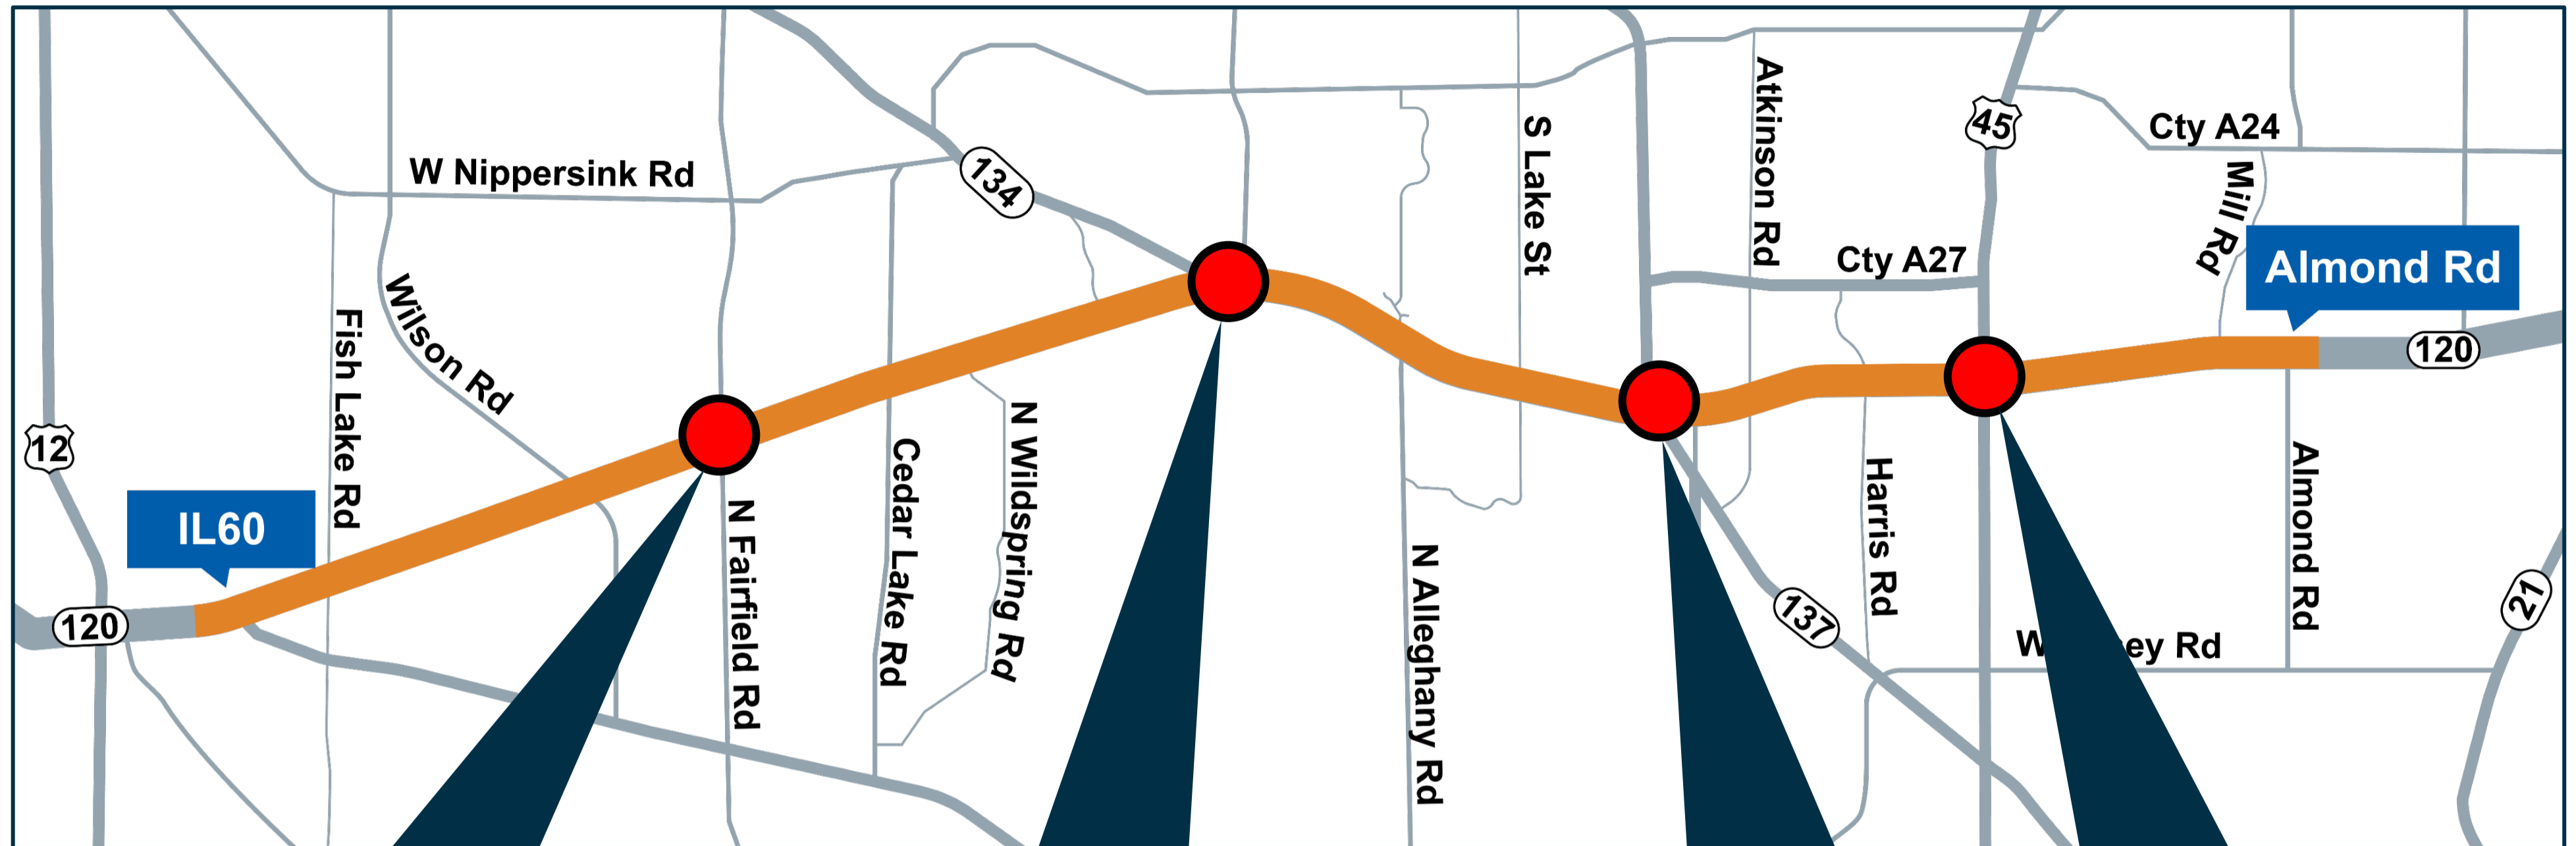 W Nippersink Rd
134
S Lake St
Atkinson Rd
45
Cty A24
Mill Rd
Cty A27
Almond Rd
120
Wilson Rd
Fish Lake Rd
12
IL60
120
N Fairfield Rd
Cedar Lake Rd
N Wildspring Rd
N Alleghany Rd
Harris Rd
137
W ey Rd
Almond Rd
21